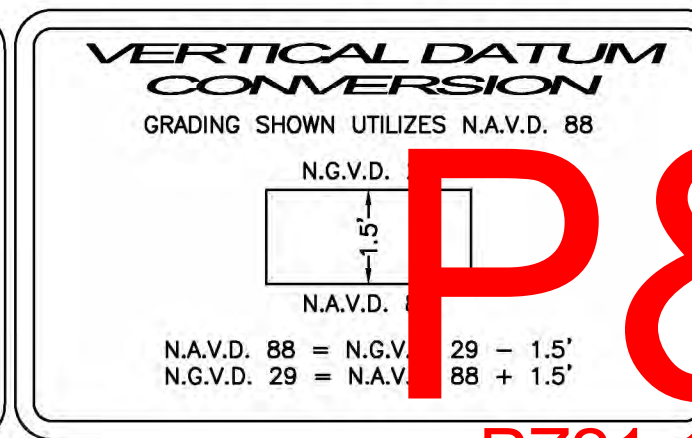 VERTICAL DATUM
CONVERSION
GRADING SHOWN UTILIZES N.A.V.D. 88
N.G.V.D.
1.5'
N.A.V.D.
N.A.V.D. 88 = N.G.V. 29 - 1.5'
N.G.V.D. 29 = N.A.V. 88 + 1.5'
P8